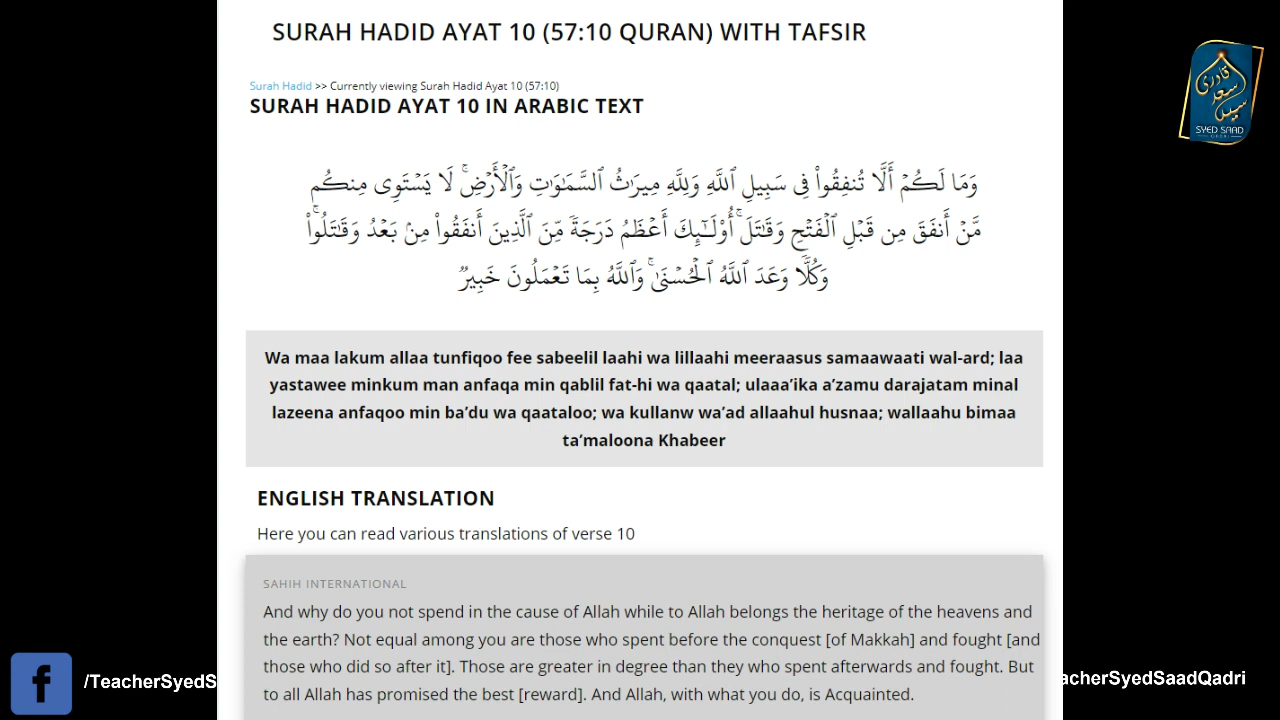 SURAH HADID AYAT 10 (57:10 QURAN) WITH TAFSIR
Surah Hadid >> Currently viewing Surah Hadid Ayat 10 (57:10)
SURAH HADID AYAT 10 IN ARABIC TEXT
وَمَا لَكُمْ أَلَّا تُنفِقُوا۟ فِى سَبِيلِ ٱللَّهِ وَلِلَّهِ مِيرَٰثُ ٱلسَّمَـٰوَٰتِ وَٱلْأَرْضِ ۚ لَا يَسْتَوِى مِنكُم
مَّنْ أَنفَقَ مِن قَبْلِ ٱلْفَتْحِ وَقَـٰتَلَ ۚ أُو۟لَـٰٓئِكَ أَعْظَمُ دَرَجَةً مِّنَ ٱلَّذِينَ أَنفَقُوا۟ مِنۢ بَعْدُ وَقَـٰتَلُوا۟ ۚ
وَكُلًّا وَعَدَ ٱللَّهُ ٱلْحُسْنَىٰ ۚ وَٱللَّهُ بِمَا تَعْمَلُونَ خَبِيرٌ
Wa maa lakum allaa tunfiqoo fee sabeelil laahi wa lillaahi meeraasus samaawaati wal-ard; laa
yastawee minkum man anfaqa min qablil fat-hi wa qaatal; ulaaa’ika a’zamu darajatam minal
lazeena anfaqoo min ba’du wa qaataloo; wa kullanw wa’ad allaahul husnaa; wallaahu bimaa
ta’maloona Khabeer
ENGLISH TRANSLATION
Here you can read various translations of verse 10
SAHIH INTERNATIONAL
And why do you not spend in the cause of Allah while to Allah belongs the heritage of the heavens and
the earth? Not equal among you are those who spent before the conquest [of Makkah] and fought [and
those who did so after it]. Those are greater in degree than they who spent afterwards and fought. But
to all Allah has promised the best [reward]. And Allah, with what you do, is Acquainted.
SYED SAAD
QADRI
/TeacherSyedS
acherSyedSaadQadri